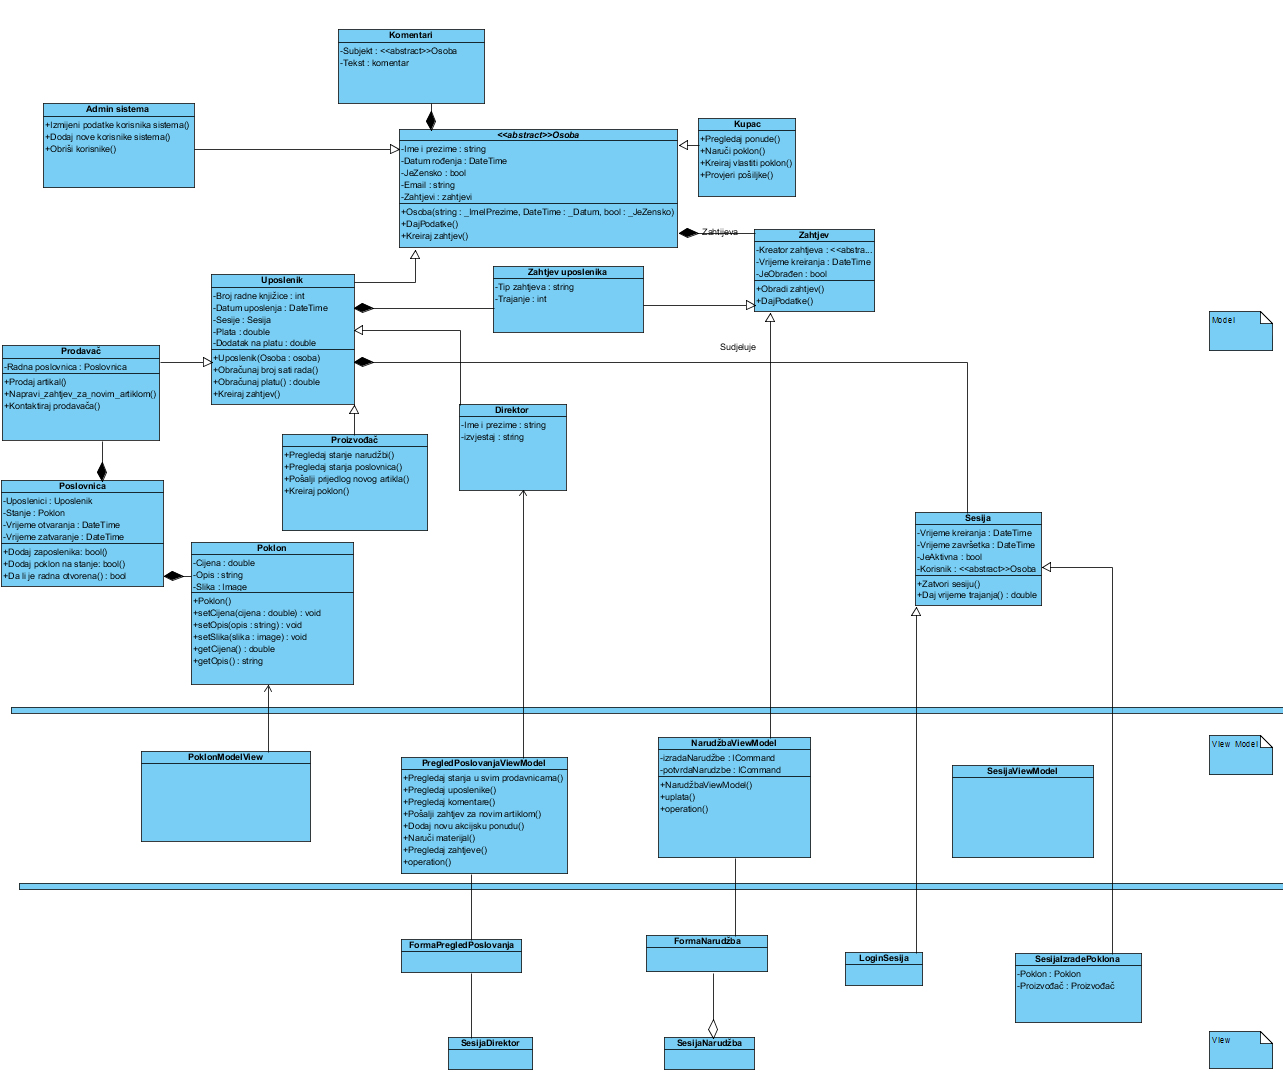 Komentari
-Subjekt : <<abstract>>Osoba
-Tekst : komentar
Admin sistema
+Izmijeni podatke korisnika sistema()
+Dodaj nove korisnike sistema()
+Obriši korisnike()
<<abstract>>Osoba
-Ime i prezime : string
-Datum rođenja : DateTime
-JeZensko : bool
-Email : string
-Zahtjevi : zahtjevi
+Osoba(string : _ImeIPrezime, DateTime : _Datum, bool : _JeZensko)
+DajPodatke()
+Kreiraj zahtjev()
Kupac
+Pregledaj ponude()
+Naruči poklon()
+Kreiraj vlastiti poklon()
+Provjeri pošiljke()
Zahtijeva
Zahtjev
-Kreator zahtjeva : <<abstra...
-Vrijeme kreiranja : DateTime
-JeObrađen : bool
+Obradi zahtjev()
+DajPodatke()
Uposlenik
-Broj radne knjižice : int
-Datum uposlenja : DateTime
-Sesije : Sesija
-Plata : double
-Dodatak na platu : double
+Uposlenik(Osoba : osoba)
+Obračunaj broj sati rada()
+Obračunaj platu() : double
+Kreiraj zahtjev()
Zahtjev uposlenika
-Tip zahtjeva : string
-Trajanje : int
Sudjeluje
Model
Prodavač
-Radna poslovnica : Poslovnica
+Prodaj artikal()
+Napravi_zahtjev_za_novim_artiklom()
+Kontaktiraj prodavača()
Proizvođač
+Pregledaj stanje narudžbi()
+Pregledaj stanja poslovnica()
+Pošalji prijedlog novog artikla()
+Kreiraj poklon()
Direktor
-Ime i prezime : string
-izvjestaj : string
Poslovnica
-Uposlenici : Uposlenik
-Stanje : Poklon
-Vrijeme otvaranja : DateTime
-Vrijeme zatvaranje : DateTime
+Dodaj zaposlenika: bool()
+Dodaj poklon na stanje: bool()
+Da li je radna otvorena() : bool
Poklon
-Cijena : double
-Opis : string
-Slika : Image
+Poklon()
+setCijena(cijena : double) : void
+setOpis(opis : string) : void
+setSlika(slika : image) : void
+getCijena() : double
+getOpis() : string
Sesija
-Vrijeme kreiranja : DateTime
-Vrijeme završetka : DateTime
-JeAktivna : bool
-Korisnik : <<abstract>>Osoba
+Zatvori sesiju()
+Daj vrijeme trajanja() : double
PoklonModelView
PregledPoslovanjaViewModel
+Pregledaj stanja u svim prodavnicama()
+Pregledaj uposlenike()
+Pregledaj komentare()
+Pošalji zahtjev za novim artiklom()
+Dodaj novu akcijsku ponudu()
+Naruči materijal()
+Pregledaj zahtjeve()
+operation()
NarudžbaViewModel
-izradaNarudžbe : ICommand
-potvrdaNarudzbe : ICommand
+NarudžbaViewModel()
+uplata()
+operation()
SesijaViewModel
View Model
FormaPregledPoslovanja
FormaNarudžba
LoginSesija
SesijaIzradePoklona
-Poklon : Poklon
-Proizvođač : Proizvođač
SesijaDirektor
SesijaNarudžba
View